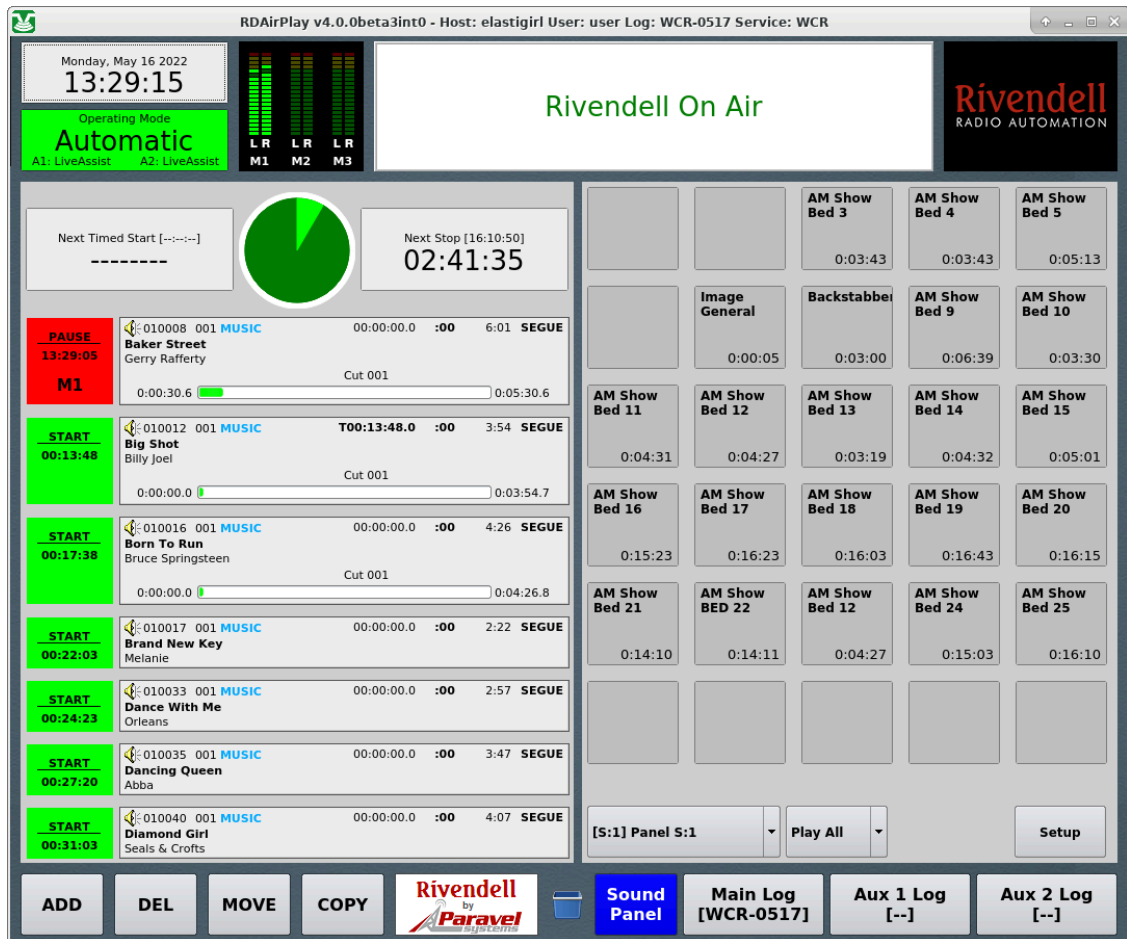 RDAirPlay v4.0.0beta3int0 - Host: elastigirl User: user Log: WCR-0517 Service: WCR
Monday, May 16 2022
13:29:15
Operating Mode
Automatic
A1: LiveAssist A2: LiveAssist
L R L R L R
M1 M2 M3
Rivendell On Air
Rivendell
RADIO AUTOMATION
Next Timed Start [--:--:--]
--------
Next Stop [16:10:50]
02:41:35
PAUSE
13:29:05
M1
010008 001 MUSIC 00:00:00.0 :00 6:01 SEGUE
Baker Street
Gerry Rafferty
Cut 001
0:00:30.6 0:05:30.6
START
00:13:48
010012 001 MUSIC T00:13:48.0 :00 3:54 SEGUE
Big Shot
Billy Joel
Cut 001
0:00:00.0 0:03:54.7
START
00:17:38
010016 001 MUSIC 00:00:00.0 :00 4:26 SEGUE
Born To Run
Bruce Springsteen
Cut 001
0:00:00.0 0:04:26.8
START
00:22:03
010017 001 MUSIC 00:00:00.0 :00 2:22 SEGUE
Brand New Key
Melanie
START
00:24:23
010033 001 MUSIC 00:00:00.0 :00 2:57 SEGUE
Dance With Me
Orleans
START
00:27:20
010035 001 MUSIC 00:00:00.0 :00 3:47 SEGUE
Dancing Queen
Abba
START
00:31:03
010040 001 MUSIC 00:00:00.0 :00 4:07 SEGUE
Diamond Girl
Seals & Crofts
AM Show AM Show AM Show
Bed 3 Bed 4 Bed 5
0:03:43 0:03:43 0:05:13
Image Backstabber AM Show AM Show
General Bed 9 Bed 10
0:00:05 0:03:00 0:06:39 0:03:30
AM Show AM Show AM Show AM Show AM Show
Bed 11 Bed 12 Bed 13 Bed 14 Bed 15
0:04:31 0:04:27 0:03:19 0:04:32 0:05:01
AM Show AM Show AM Show AM Show AM Show
Bed 16 Bed 17 Bed 18 Bed 19 Bed 20
0:15:23 0:16:23 0:16:03 0:16:43 0:16:15
AM Show AM Show AM Show AM Show AM Show
Bed 21 BED 22 Bed 12 Bed 24 Bed 25
0:14:10 0:14:11 0:04:27 0:15:03 0:16:10
[S:1] Panel S:1 Play All Setup
ADD DEL MOVE COPY
Rivendell
by
Paravel
systems
Sound
Panel
Main Log
[WCR-0517]
Aux 1 Log
[--]
Aux 2 Log
[--]